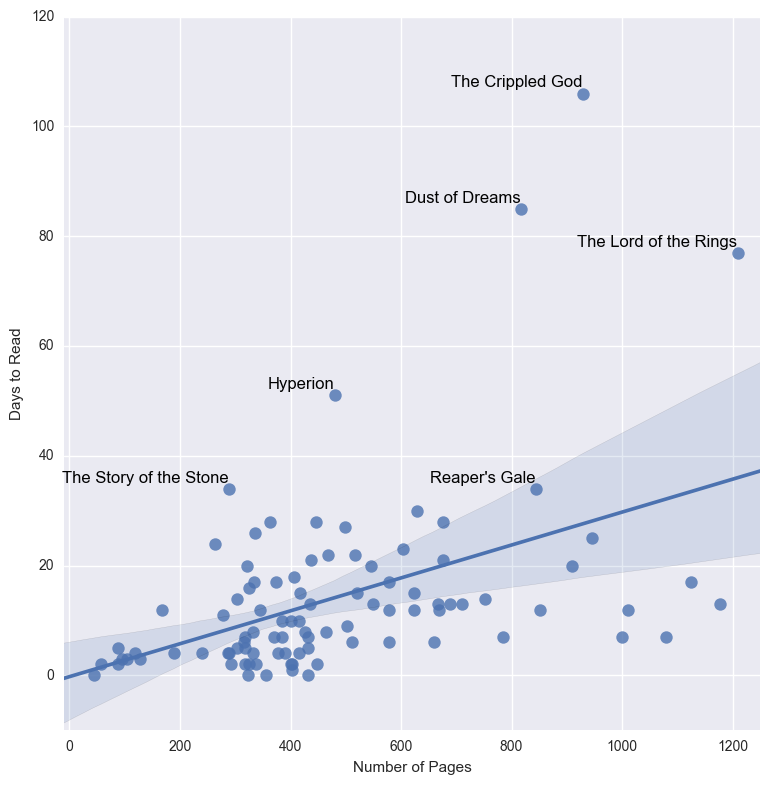 120
The Crippled God
100
Dust of Dreams
80
The Lord of the Rings
60
Hyperion
40
The Story of the Stone
Reaper's Gale
20
0
Days to Read
0 200 400 600 800 1000 1200
Number of Pages